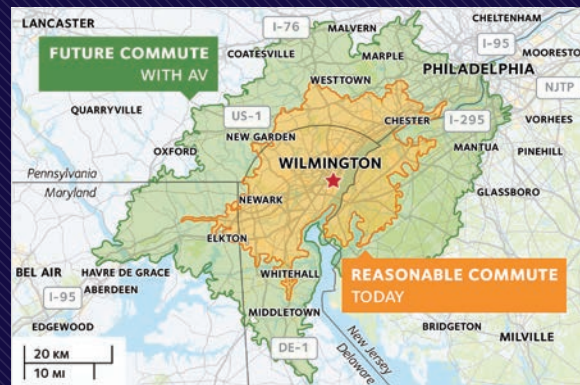 LANCASTER
I-76
MALVERN
CHELTENHAM
I-95
MOORESTO
FUTURE COMMUTE
WITH AV
COATESVILLE
MARPLE
PHILADELPHIA
WESTTOWN
NJTP
QUARRYVILLE
US-1
CHESTER
I-295
VOORHES
NEW GARDEN
OXFORD
WILMINGTON
MANTUA
PINEHILL
Pennsylvania
Maryland
NEWARK
GLASSBORO
ELKTON
BEL AIR
HAVRE DE GRACE
WHITEHALL
REASONABLE COMMUTE
TODAY
I-95
ABERDEEN
EDGEWOOD
MIDDLETOWN
New Jersey
Delaware
BRIDGETON
MILVILLE
20 KM
10 MI
DE-1